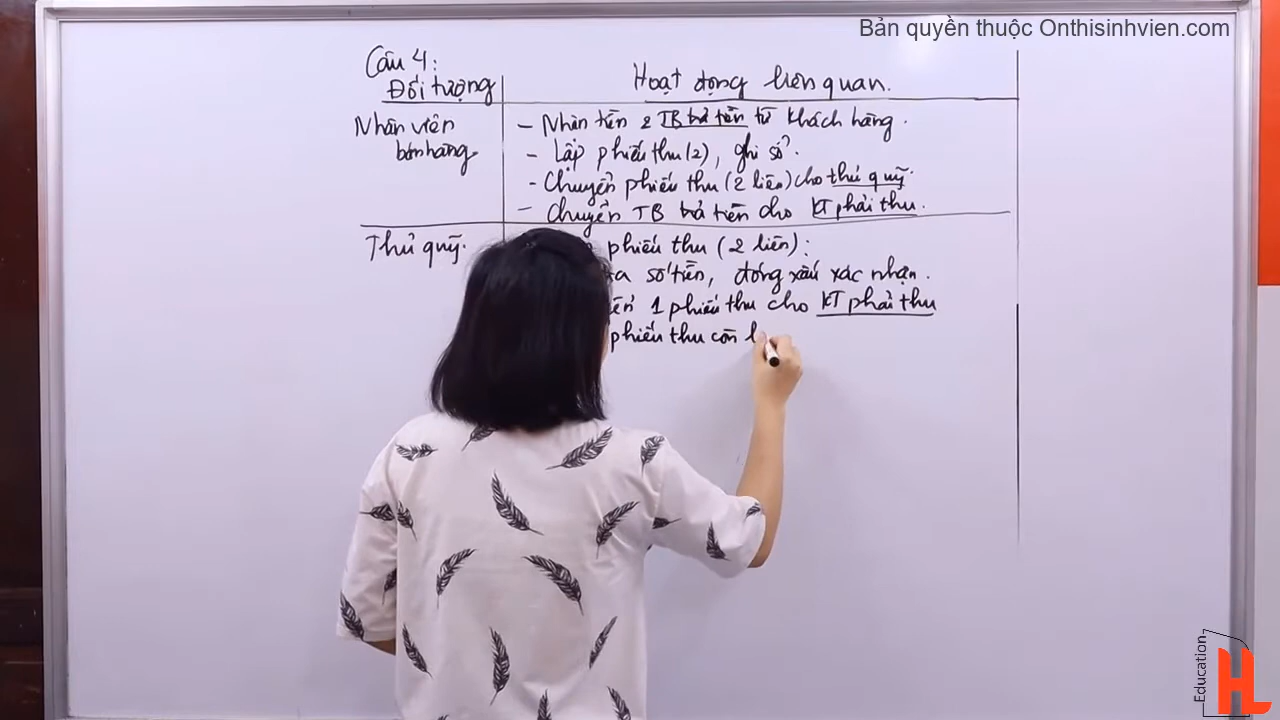 Bản quyền thuộc Onthisinhvien.com
Câu 4:
Đối tượng
Hoạt động liên quan.
Nhân viên
bán hàng.
- Nhận tiền & TB trả tiền từ khách hàng.
- Lập phiếu thu (2), ghi sổ.
- Chuyển phiếu thu (2 liên) cho thủ quỹ.
- Chuyển TB trả tiền cho KT phải thu.
Thủ quỹ.
phiếu thu (2 liên):
số tiền, đóng xấu xác nhận.
1 phiếu thu cho KT phải thu
phiếu thu còn l
Education
HL